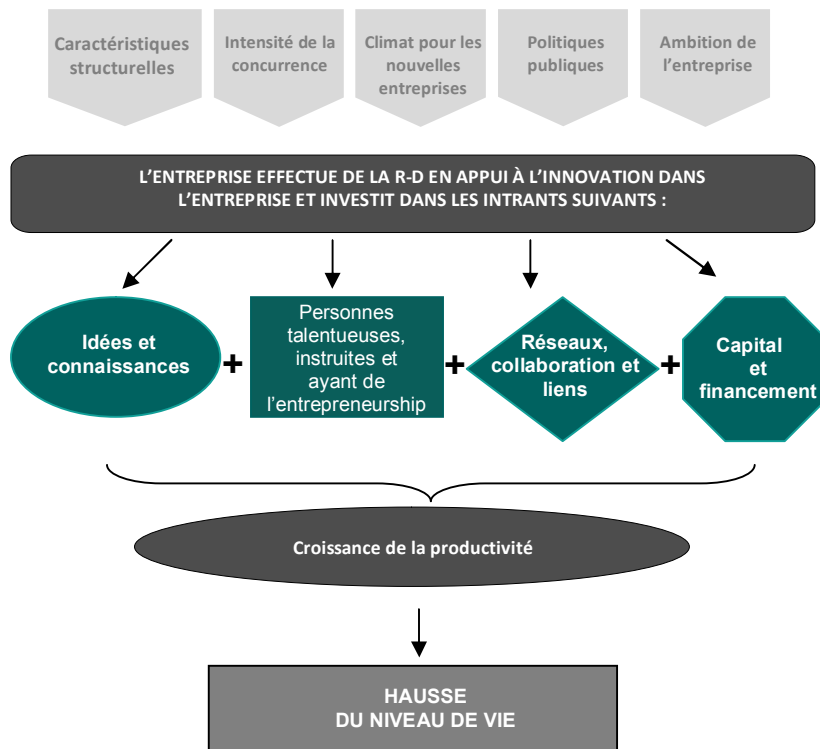 Caractéristiques
structurelles
Intensité de la
concurrence
Climat pour les
nouvelles
entreprises
Politiques
publiques
Ambition de
l’entreprise
L’ENTREPRISE EFFECTUE DE LA R-D EN APPUI À L’INNOVATION DANS
L’ENTREPRISE ET INVESTIT DANS LES INTRANTS SUIVANTS :
Idées et
connaissances
+
Personnes
talentueuses,
instruites et
ayant de
l’entrepreneurship
+
Réseaux,
collaboration et
liens
+
Capital
et
financement
Croissance de la productivité
HAUSSE
DU NIVEAU DE VIE